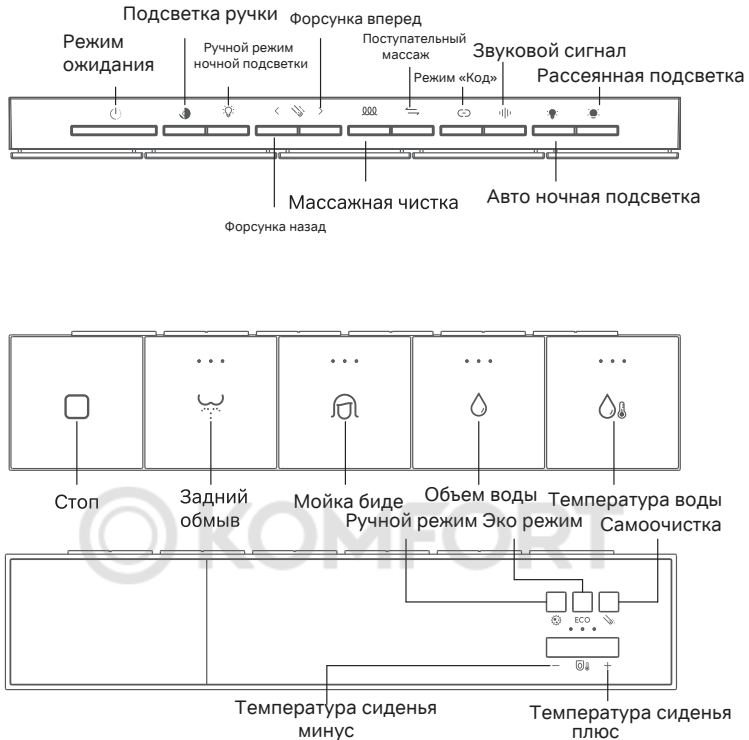 Подсветка ручки
Форсунка вперед
Режим
ожидания
Ручной режим
ночной подсветки
Поступательный
массаж
Звуковой сигнал
Режим «Код»
Рассеянная подсветка
Массажная чистка
Авто ночная подсветка
Форсунка назад
Стоп
Задний
обмыв
Мойка биде
Объем воды
Температура воды
KOMFORT
Ручной режим
Эко режим
Самоочистка
ECO
Температура сиденья
минус
Температура сиденья
плюс